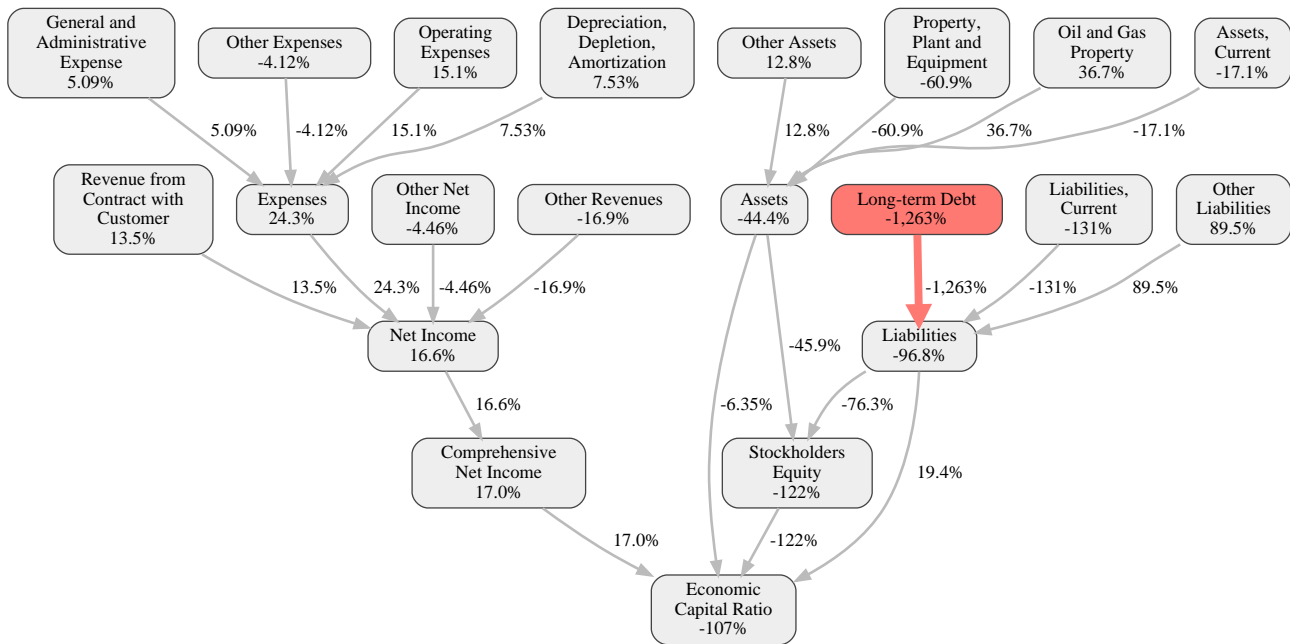 General and
Administrative
Expense
5.09%
Other Expenses
-4.12%
Operating
Expenses
15.1%
Depreciation,
Depletion,
Amortization
7.53%
Other Assets
12.8%
Property,
Plant and
Equipment
-60.9%
Oil and Gas
Property
36.7%
Assets,
Current
-17.1%
5.09%
-4.12%
15.1%
7.53%
12.8%
-60.9%
36.7%
-17.1%
Revenue from
Contract with
Customer
13.5%
Expenses
24.3%
Other Net
Income
-4.46%
Other Revenues
-16.9%
Assets
-44.4%
Long-term Debt
-1,263%
Liabilities,
Current
-131%
Other
Liabilities
89.5%
13.5%
24.3%
-4.46%
-16.9%
-1,263%
-131%
89.5%
Net Income
16.6%
-45.9%
Liabilities
-96.8%
16.6%
-6.35%
-76.3%
Comprehensive
Net Income
17.0%
Stockholders
Equity
-122%
19.4%
17.0%
-122%
Economic
Capital Ratio
-107%